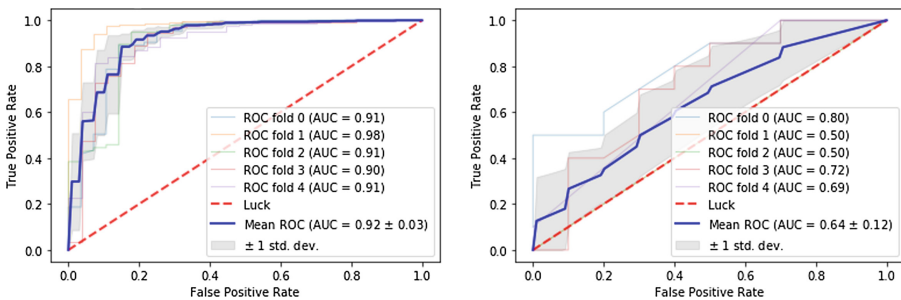 1.0
0.8
0.6
0.4
0.2
0.0
True Positive Rate
ROC fold 0 (AUC = 0.91)
ROC fold 1 (AUC = 0.98)
ROC fold 2 (AUC = 0.91)
ROC fold 3 (AUC = 0.90)
ROC fold 4 (AUC = 0.91)
Luck
Mean ROC (AUC = 0.92 ± 0.03)
± 1 std. dev.
0.0 0.2 0.4 0.6 0.8 1.0
False Positive Rate
1.0
0.8
0.6
0.4
0.2
0.0
True Positive Rate
ROC fold 0 (AUC = 0.80)
ROC fold 1 (AUC = 0.50)
ROC fold 2 (AUC = 0.50)
ROC fold 3 (AUC = 0.72)
ROC fold 4 (AUC = 0.69)
Luck
Mean ROC (AUC = 0.64 ± 0.12)
± 1 std. dev.
0.0 0.2 0.4 0.6 0.8 1.0
False Positive Rate